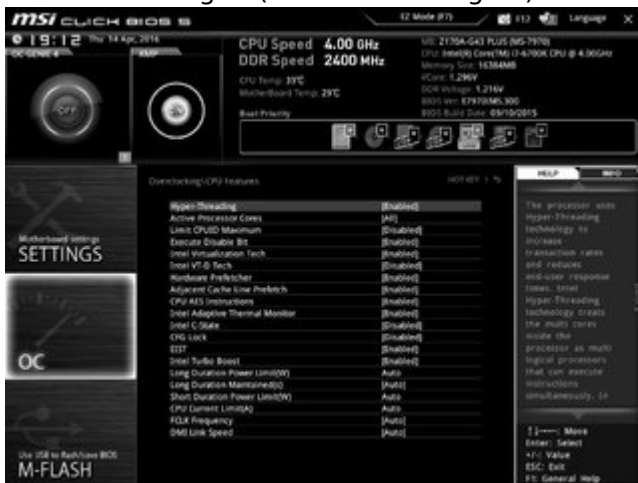 msi CLICK BIOS 5
EZ Mode (F7)
F12
Language
X
19:12 Thu 14 Apr, 2016
OC GENIE 4
XMP
OFF
CPU Speed 4.00 GHz
DDR Speed 2400 MHz
CPU Temp: 33°C
MotherBoard Temp: 29°C
MB: Z170A-G43 PLUS (MS-7970)
CPU: Intel(R) Core(TM) i7-6700K CPU @ 4.00GHz
Memory Size: 16384MB
VCore: 1.296V
DDR Voltage: 1.216V
BIOS Ver: E7970IMS.300
BIOS Build Date: 09/10/2015
Boot Priority
Motherboard settings
SETTINGS
OC
Use USB to flash/save BIOS
M-FLASH
Overclocking\CPU Features
HOT KEY
Hyper-Threading [Enabled]
Active Processor Cores [All]
Limit CPUID Maximum [Disabled]
Execute Disable Bit [Enabled]
Intel Virtualization Tech [Enabled]
Intel VT-D Tech [Disabled]
Hardware Prefetcher [Enabled]
Adjacent Cache Line Prefetch [Enabled]
CPU AES Instructions [Enabled]
Intel Adaptive Thermal Monitor [Enabled]
Intel C-State [Disabled]
CFG Lock [Disabled]
EIST [Enabled]
Intel Turbo Boost [Enabled]
Long Duration Power Limit(W) Auto
Long Duration Maintained(s) [Auto]
Short Duration Power Limit(W) Auto
CPU Current Limit(A) Auto
FCLK Frequency [Auto]
DMI Link Speed [Auto]
HELP
INFO
The processor uses
Hyper-Threading
technology to
increase
transaction rates
and reduces
end-user response
times. Intel
Hyper-Threading
technology treats
the multi cores
inside the
processor as multi
logical processors
that can execute
instructions
simultaneously. In
Move
Enter: Select
+/-: Value
ESC: Exit
F1: General Help